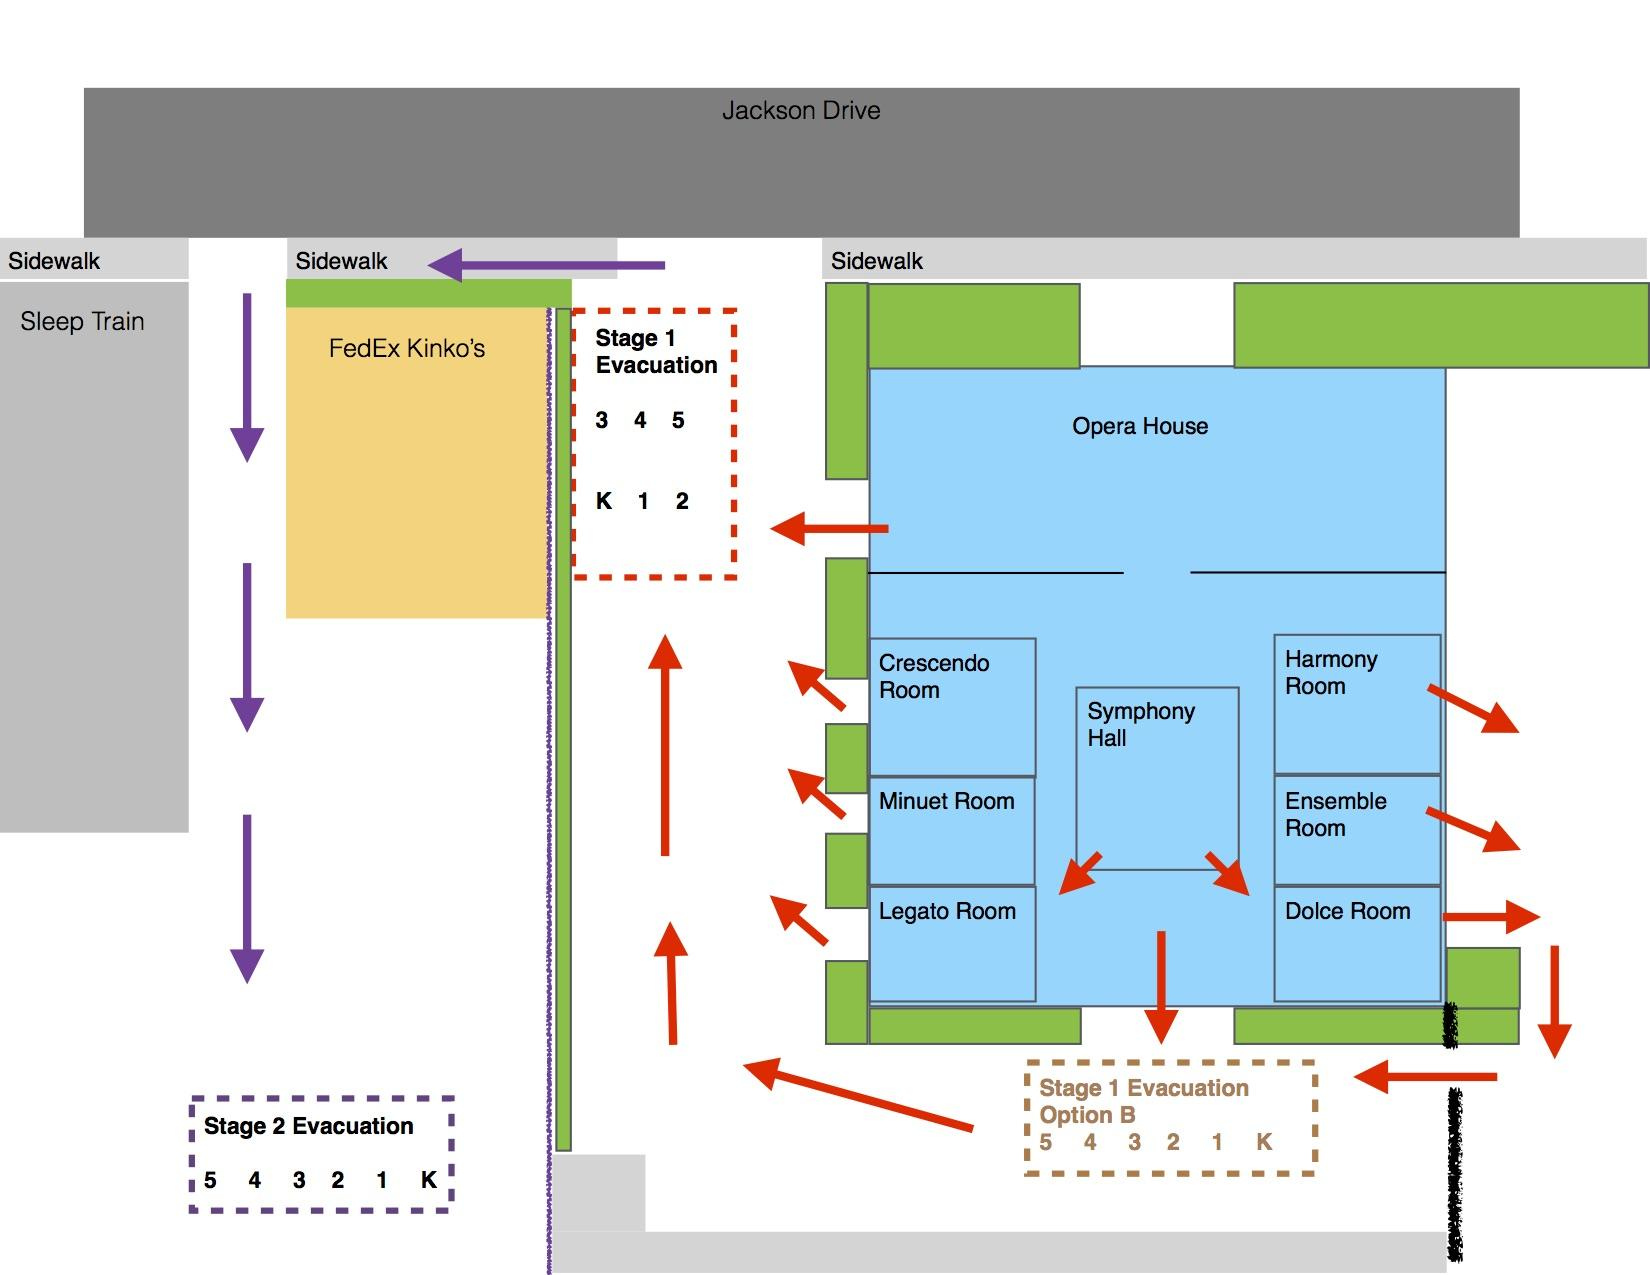 Jackson Drive
Sidewalk
Sidewalk
Sidewalk
Sleep Train
FedEx Kinko’s
Stage 1
Evacuation
3 4 5
K 1 2
Opera House
Crescendo
Room
Symphony
Hall
Harmony
Room
Minuet Room
Ensemble
Room
Legato Room
Dolce Room
Stage 1 Evacuation
Option B
5 4 3 2 1 K
Stage 2 Evacuation
5 4 3 2 1 K